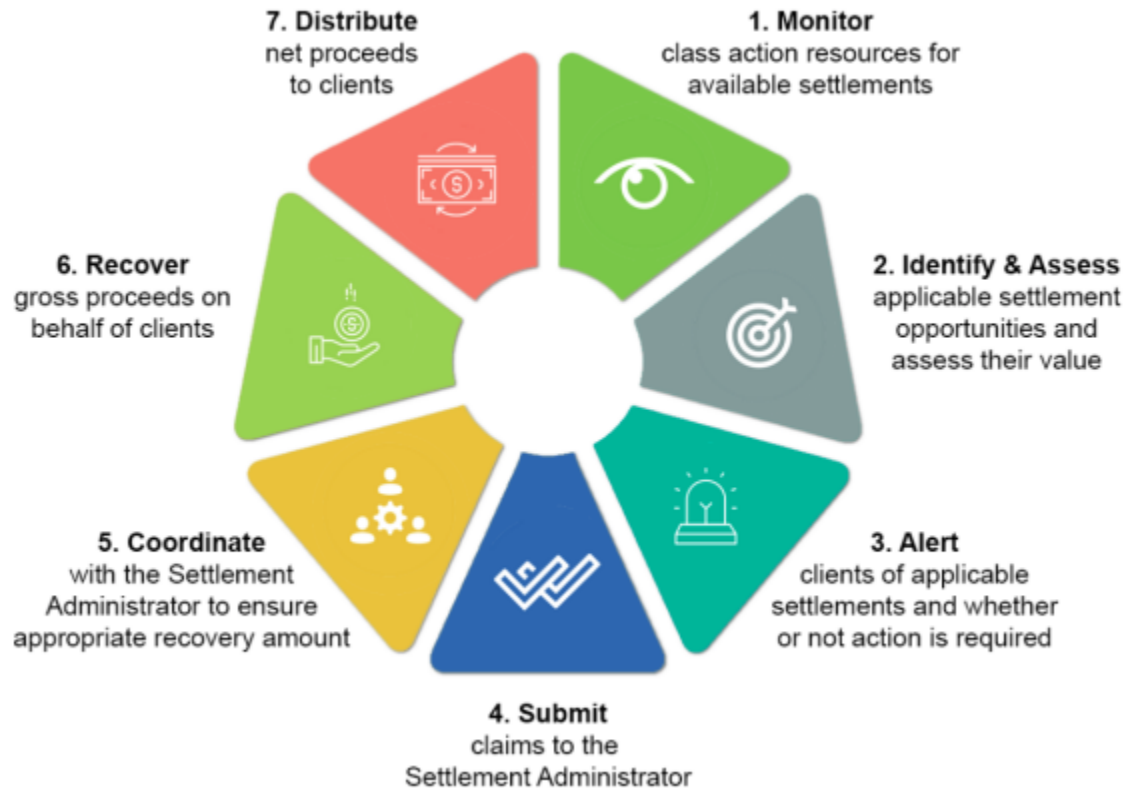 1. Monitor
class action resources for
available settlements
2. Identify & Assess
applicable settlement
opportunities and
assess their value
3. Alert
clients of applicable
settlements and whether
or not action is required
4. Submit
claims to the
Settlement Administrator
5. Coordinate
with the Settlement
Administrator to ensure
appropriate recovery amount
6. Recover
gross proceeds on
behalf of clients
7. Distribute
net proceeds
to clients